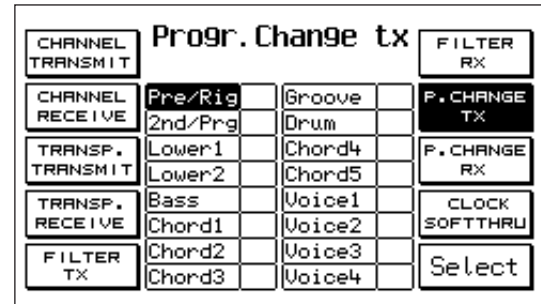 Progr.Change tx
CHANNEL
TRANSMIT
CHANNEL
RECEIVE
TRANSP.
TRANSMIT
TRANSP.
RECEIVE
FILTER
TX
Pre/Rig
2nd/Prg
Lower1
Lower2
Bass
Chord1
Chord2
Chord3
Groove
Drum
Chord4
Chord5
Voice1
Voice2
Voice3
Voice4
FILTER
RX
P.CHANGE
TX
P.CHANGE
RX
CLOCK
SOFTTHRU
Select